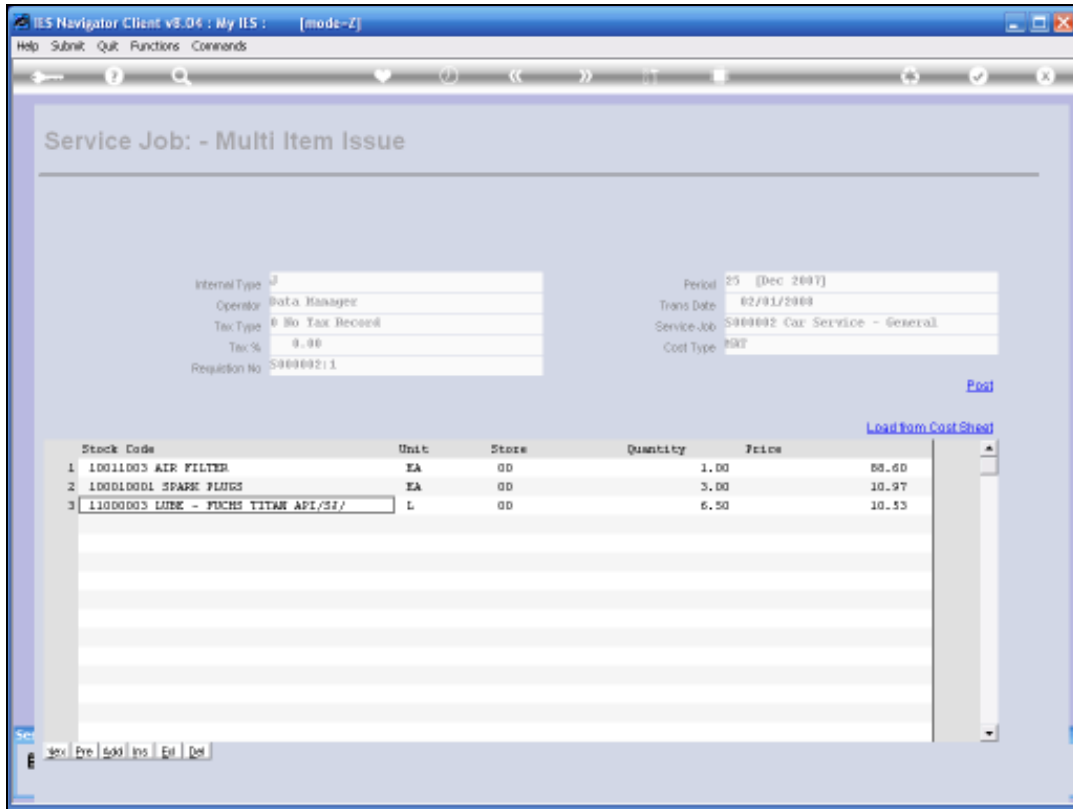 IES Navigator Client v8.04 : My IES : [mode-Z]
Help Submit Quit Functions Commands
Service Job: - Multi Item Issue
Internal Type J
Operator Data Manager
Tax Type 0 No Tax Record
Tax % 0.00
Requistion No S000002:1
Period 25 [Dec 2007]
Trans Date 02/01/2008
Service Job S000002 Car Service - General
Cost Type MAT
Post
Load from Cost Sheet
Stock Code Unit Store Quantity Price
1 10011003 AIR FILTER EA 00 1.00 88.60
2 100010001 SPARK PLUGS EA 00 3.00 10.97
3 11000003 LUBE - FUCHS TITAN API/SJ/ L 00 6.50 10.53
Nex Pre Add Ins Del